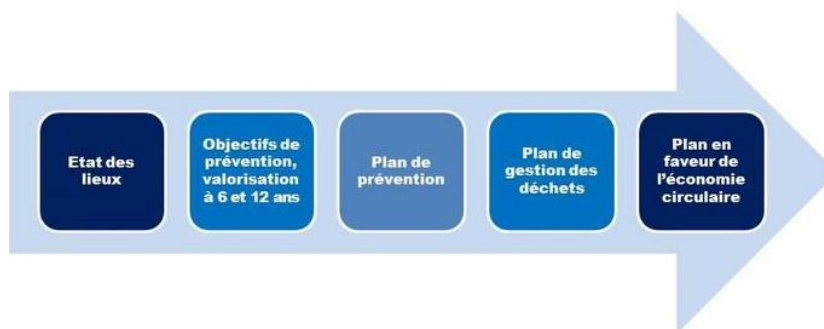 Etat des
lieux
Objectifs de
prévention,
valorisation
à 6 et 12 ans
Plan de
prévention
Plan de
gestion des
déchets
Plan en
faveur de
l'économie
circulaire